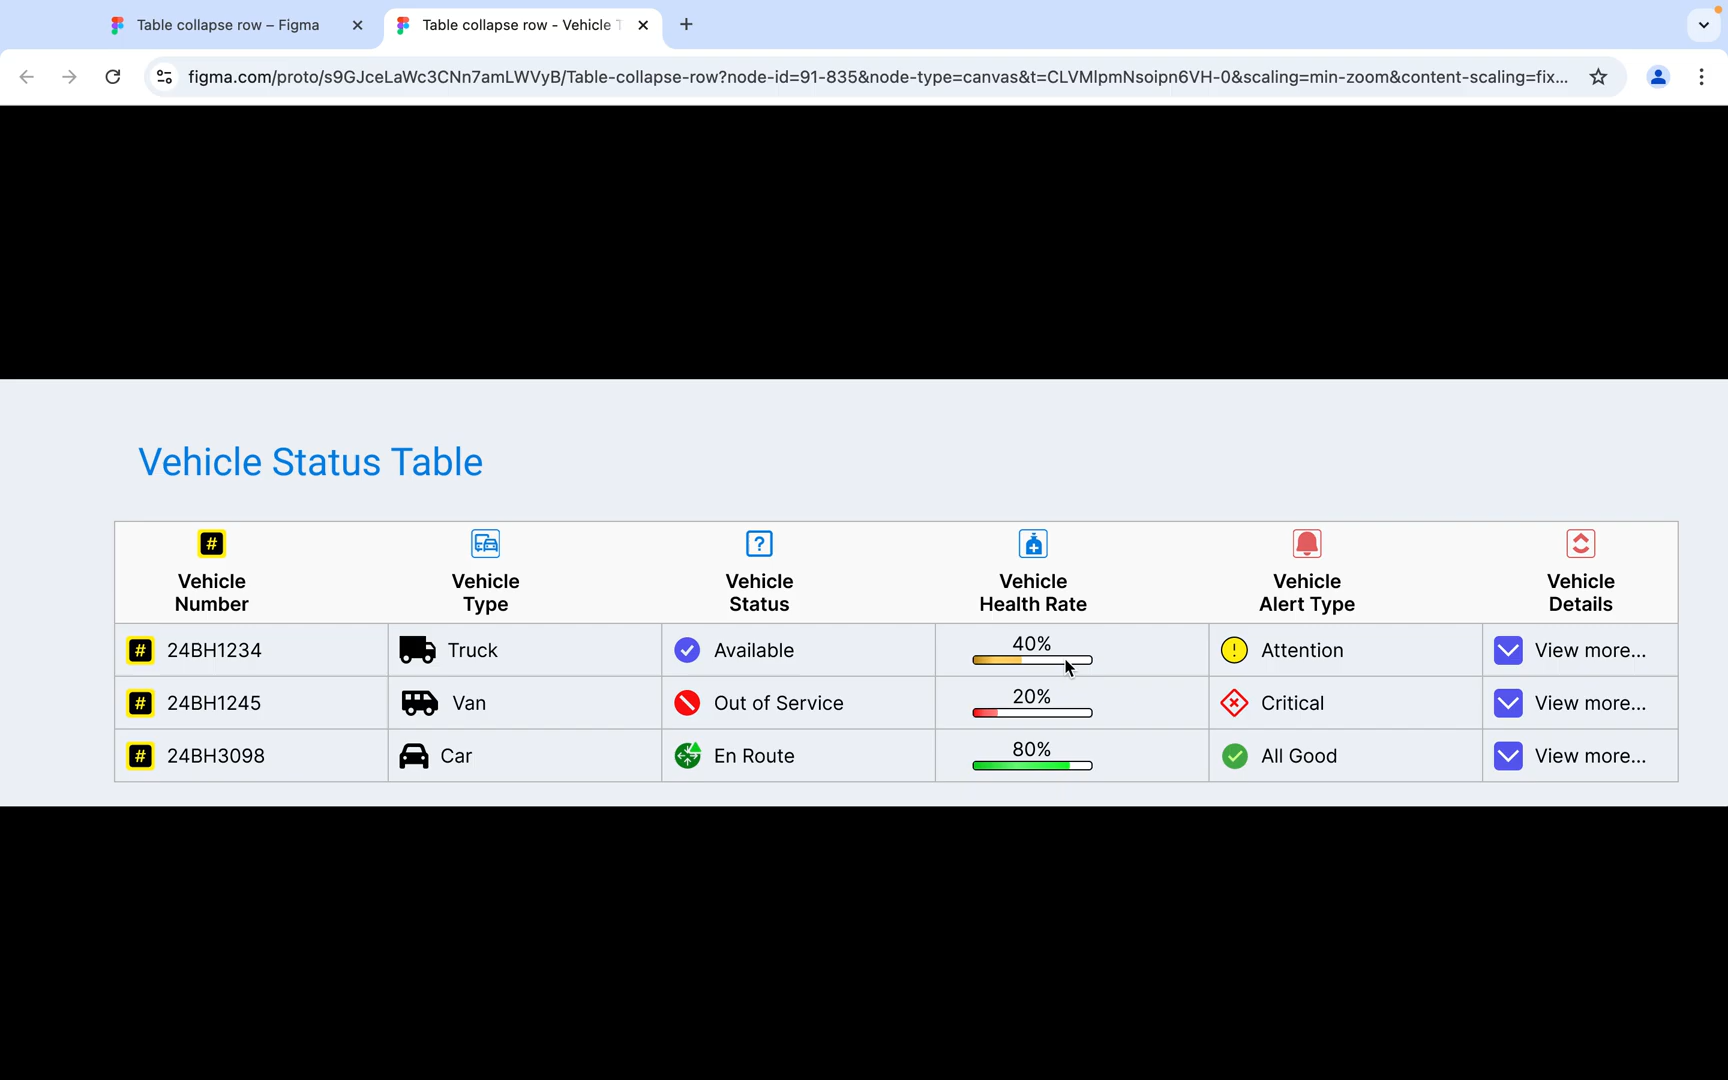 Table collapse row – Figma
Table collapse row - Vehicle T
figma.com/proto/s9GJceLaWc3CNn7amLWVyB/Table-collapse-row?node-id=91-835&node-type=canvas&t=CLVMlpmNsoipn6VH-0&scaling=min-zoom&content-scaling=fix...
Vehicle Status Table
# ?
Vehicle Number
Vehicle Type
Vehicle Status
Vehicle Health Rate
Vehicle Alert Type
Vehicle Details
# 24BH1234 Truck Available 40% ! Attention View more...
# 24BH1245 Van Out of Service 20% Critical View more...
# 24BH3098 Car En Route 80% All Good View more...